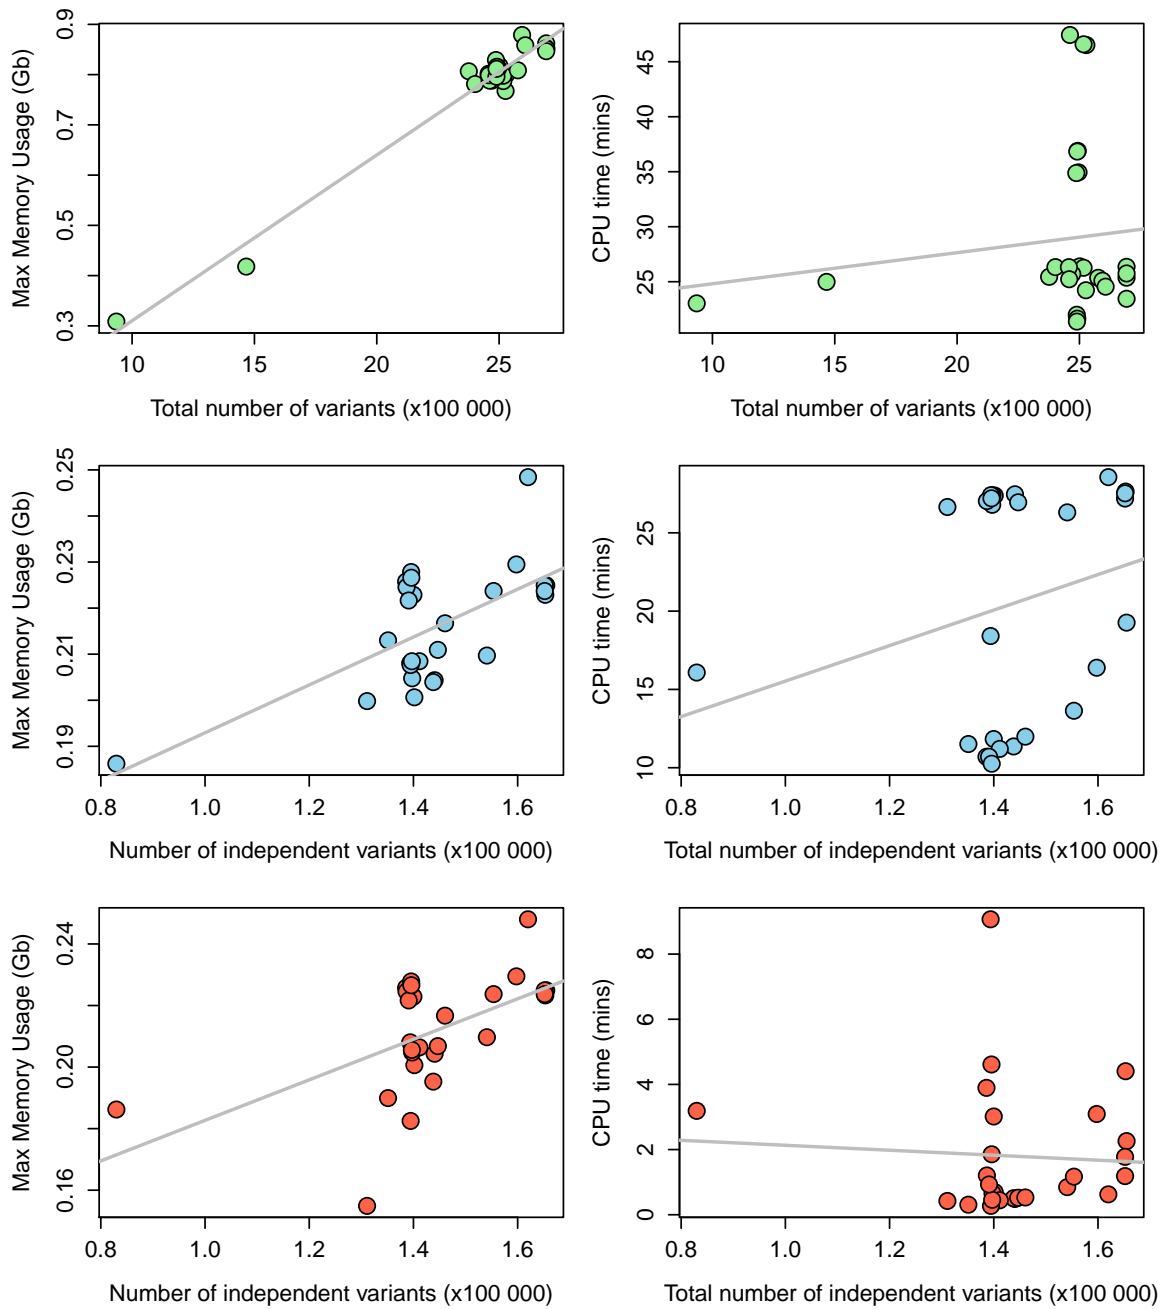 Max Memory Usage (Gb)
0.3 0.5 0.7 0.9
10 15 20 25
Total number of variants (x100 000)
CPU time (mins)
25 30 35 40 45
10 15 20 25
Total number of variants (x100 000)
Max Memory Usage (Gb)
0.19 0.21 0.23 0.25
0.8 1.0 1.2 1.4 1.6
Number of independent variants (x100 000)
CPU time (mins)
10 15 20 25
0.8 1.0 1.2 1.4 1.6
Total number of independent variants (x100 000)
Max Memory Usage (Gb)
0.16 0.20 0.24
0.8 1.0 1.2 1.4 1.6
Number of independent variants (x100 000)
CPU time (mins)
0 2 4 6 8
0.8 1.0 1.2 1.4 1.6
Total number of independent variants (x100 000)